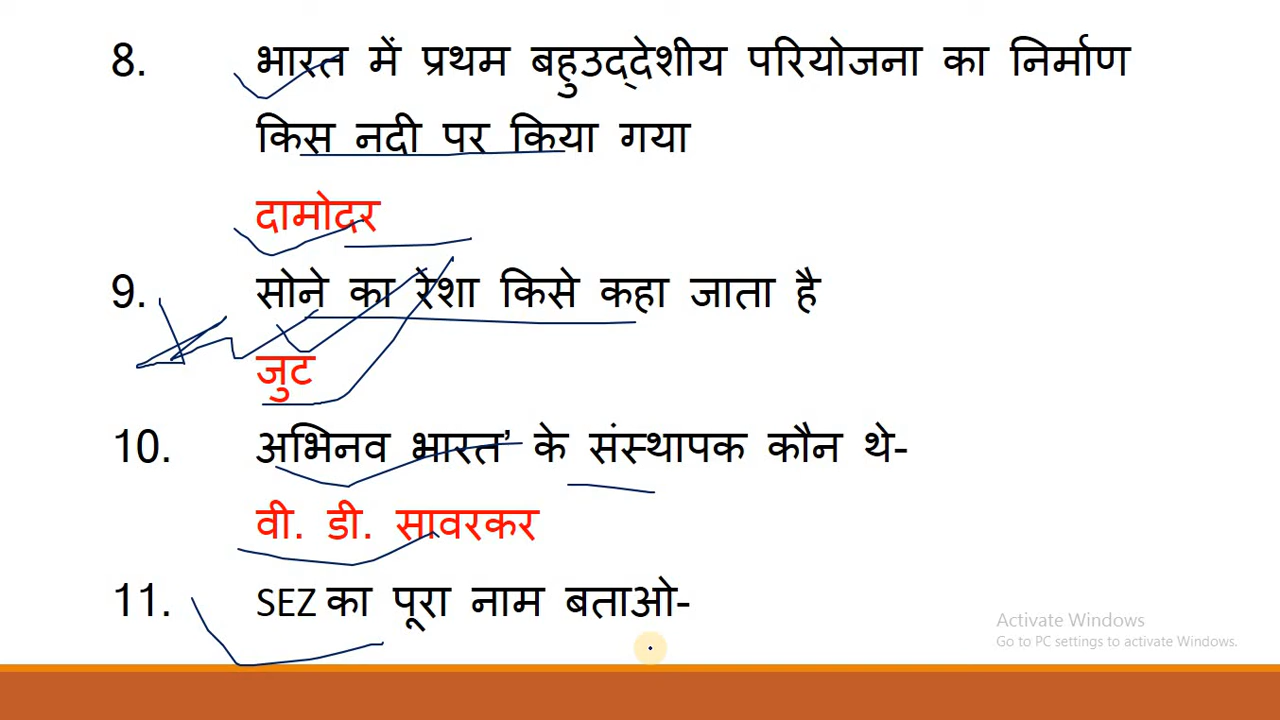 8. भारत में प्रथम बहुउद्देशीय परियोजना का निर्माण
किस नदी पर किया गया
दामोदर
9. सोने का रेशा किसे कहा जाता है
जुट
10. अभिनव भारत’ के संस्थापक कौन थे-
वी. डी. सावरकर
11. SEZ का पूरा नाम बताओ-
Activate Windows
Go to PC settings to activate Windows.